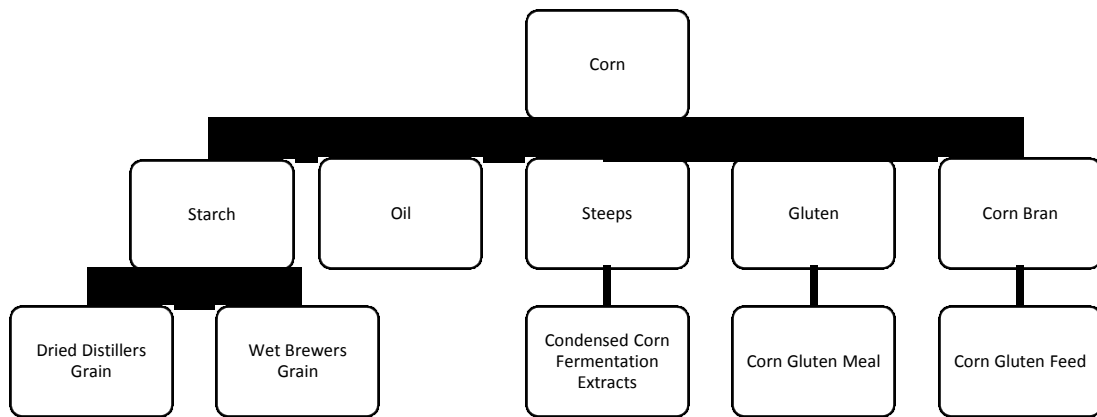 Corn
Starch
Oil
Steeps
Gluten
Corn Bran
Dried Distillers
Grain
Wet Brewers
Grain
Condensed Corn
Fermentation
Extracts
Corn Gluten Meal
Corn Gluten Feed